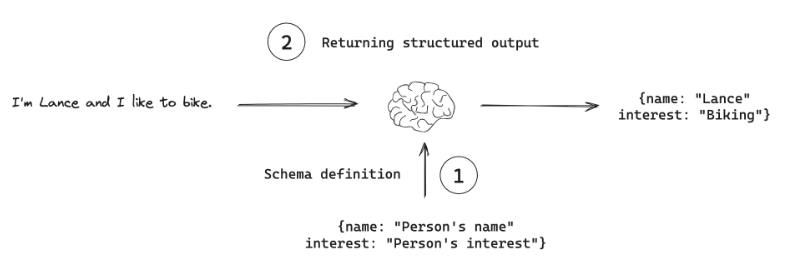 2 Returning structured output
I'm Lance and I like to bike.
{name: "Lance"
interest: "Biking"}
Schema definition 1
{name: "Person's name"
interest: "Person's interest"}